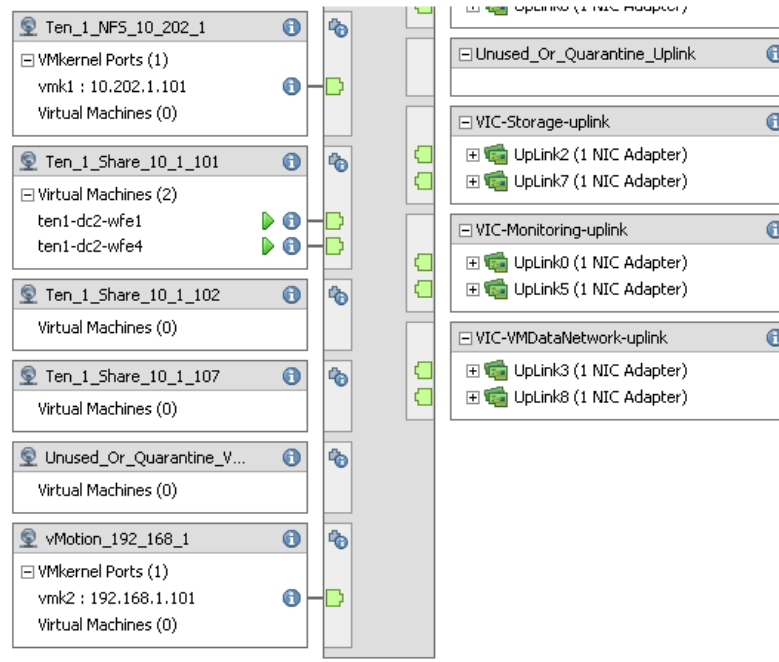 Ten_1_NFS_10_202_1
VMkernel Ports (1)
vmk1 : 10.202.1.101
Virtual Machines (0)
Ten_1_Share_10_1_101
Virtual Machines (2)
ten1-dc2-wfe1
ten1-dc2-wfe4
Ten_1_Share_10_1_102
Virtual Machines (0)
Ten_1_Share_10_1_107
Virtual Machines (0)
Unused_Or_Quarantine_V...
Virtual Machines (0)
vMotion_192_168_1
VMkernel Ports (1)
vmk2 : 192.168.1.101
Virtual Machines (0)
(1 NIC Adapter)
Unused_Or_Quarantine_Uplink
VIC-Storage-uplink
UpLink2 (1 NIC Adapter)
UpLink7 (1 NIC Adapter)
VIC-Monitoring-uplink
UpLink0 (1 NIC Adapter)
UpLink5 (1 NIC Adapter)
VIC-VMDataNetwork-uplink
UpLink3 (1 NIC Adapter)
UpLink8 (1 NIC Adapter)